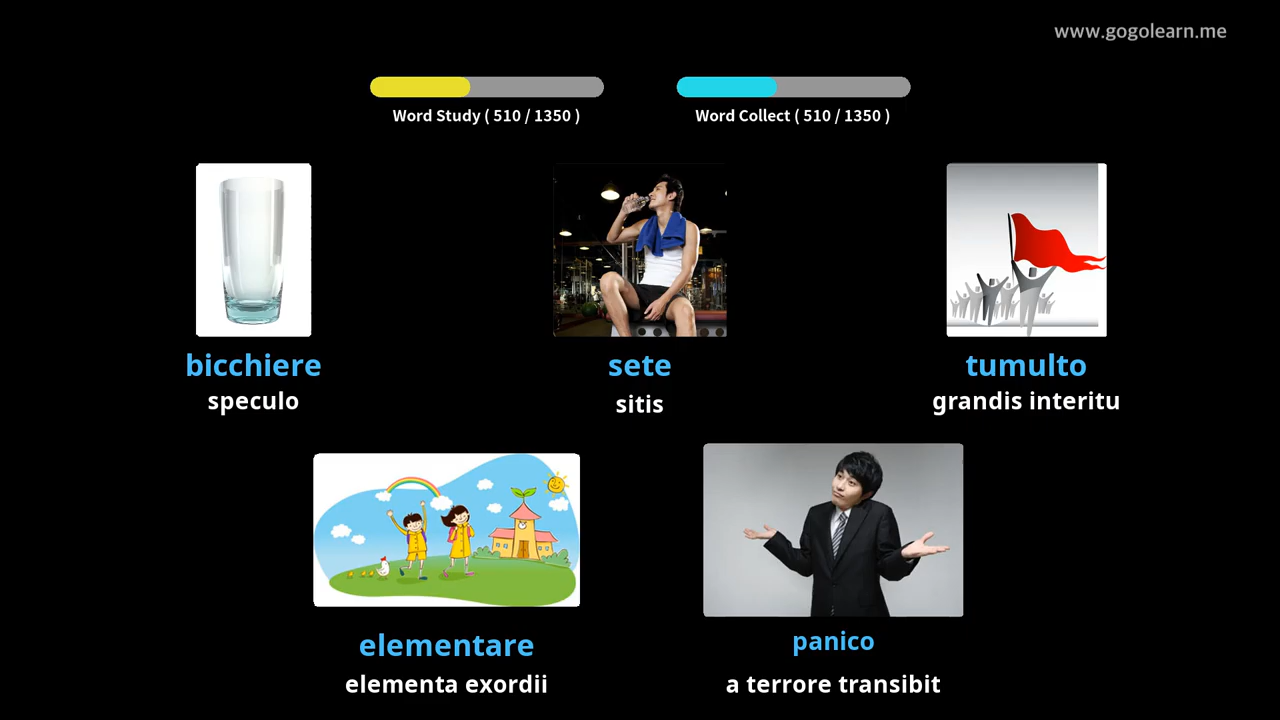 www.gogolearn.me
Word Study ( 510 / 1350 )
Word Collect ( 510 / 1350 )
bicchiere
speculo
sete
sitis
tumulto
grandis interitu
elementare
elementa exordii
panico
a terrore transibit